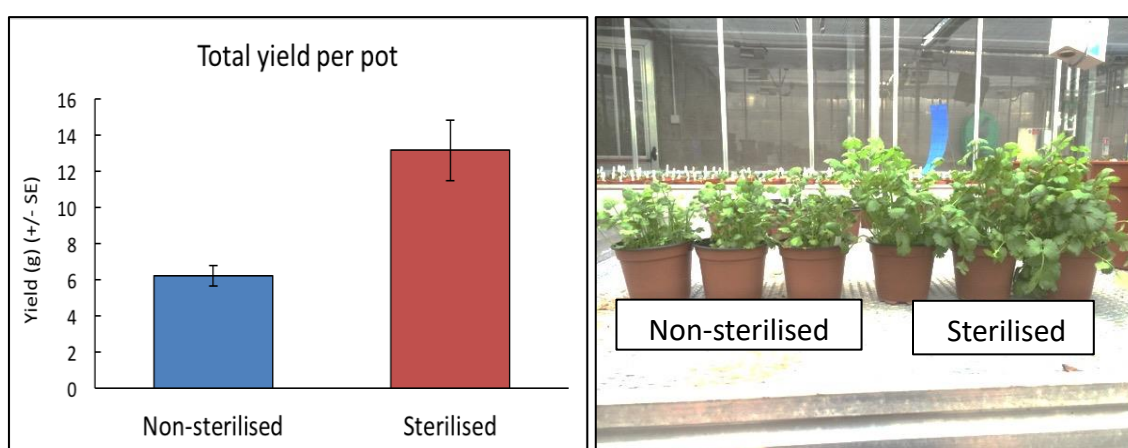 Total yield per pot
Yield (g) (+/- SE)
16
14
12
10
8
6
4
2
0
Non-sterilised
Sterilised
Non-sterilised
Sterilised